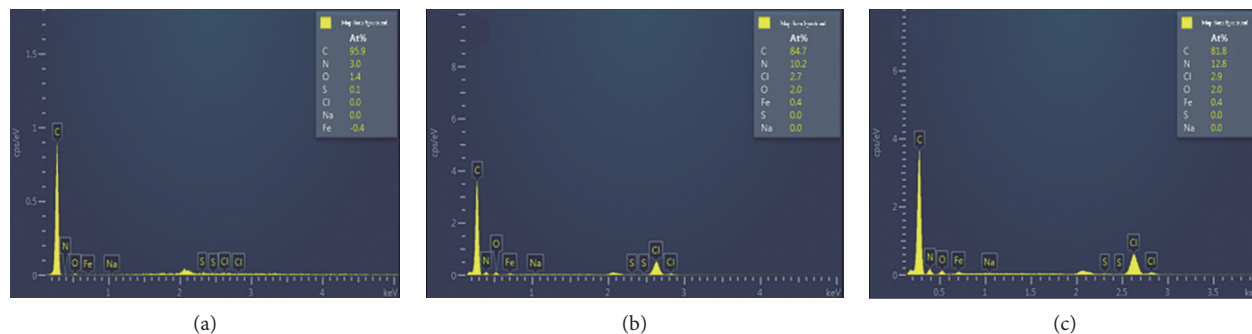 Map Sum Spectrum
At%
C 95.9
N 3.0
O 1.4
S 0.1
Cl 0.0
Na 0.0
Fe -0.4
1.5
1
0.5
0
cps/eV
C
N
O
Fe
Na
S
S
Cl
Cl
2
4
keV
(a)
Map Sum Spectrum
At%
C 84.7
N 10.2
Cl 2.7
O 2.0
Fe 0.4
S 0.0
Na 0.0
8
6
4
2
0
cps/eV
C
N
O
Fe
Na
S
S
Cl
Cl
1
2
3
4
keV
(b)
Map Sum Spectrum
At%
C 81.8
N 12.8
Cl 2.9
O 2.0
Fe 0.4
S 0.0
Na 0.0
6
4
2
0
cps/eV
C
N
O
Fe
Na
S
S
Cl
Cl
0.5
1
1.5
2
2.5
3
3.5
ke
(c)